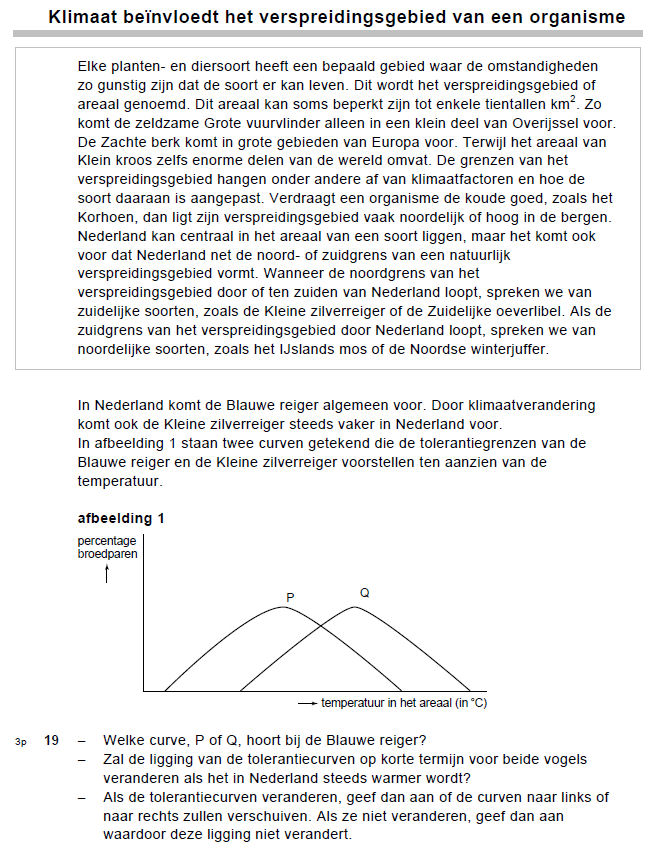 Klimaat beïnvloedt het verspreidingsgebied van een organisme
Elke planten- en diersoort heeft een bepaald gebied waar de omstandigheden
zo gunstig zijn dat de soort er kan leven. Dit wordt het verspreidingsgebied of
areaal genoemd. Dit areaal kan soms beperkt zijn tot enkele tientallen km². Zo
komt de zeldzame Grote vuurvlinder alleen in een klein deel van Overijssel voor.
De Zachte berk komt in grote gebieden van Europa voor. Terwijl het areaal van
Klein kroos zelfs enorme delen van de wereld omvat. De grenzen van het
verspreidingsgebied hangen onder andere af van klimaatfactoren en hoe de
soort daaraan is aangepast. Verdraagt een organisme de koude goed, zoals het
Korhoen, dan ligt zijn verspreidingsgebied vaak noordelijk of hoog in de bergen.
Nederland kan centraal in het areaal van een soort liggen, maar het komt ook
voor dat Nederland net de noord- of zuidgrens van een natuurlijk
verspreidingsgebied vormt. Wanneer de noordgrens van het
verspreidingsgebied door of ten zuiden van Nederland loopt, spreken we van
zuidelijke soorten, zoals de Kleine zilverreiger of de Zuidelijke oeverlibel. Als de
zuidgrens van het verspreidingsgebied door Nederland loopt, spreken we van
noordelijke soorten, zoals het IJslands mos of de Noordse winterjuffer.
In Nederland komt de Blauwe reiger algemeen voor. Door klimaatverandering
komt ook de Kleine zilverreiger steeds vaker in Nederland voor.
In afbeelding 1 staan twee curven getekend die de tolerantiegrenzen van de
Blauwe reiger en de Kleine zilverreiger voorstellen ten aanzien van de
temperatuur.
afbeelding 1
percentage
broedparen
P
Q
temperatuur in het areaal (in °C)
3p 19 – Welke curve, P of Q, hoort bij de Blauwe reiger?
– Zal de ligging van de tolerantiecurven op korte termijn voor beide vogels
veranderen als het in Nederland steeds warmer wordt?
– Als de tolerantiecurven veranderen, geef dan aan of de curven naar links of
naar rechts zullen verschuiven. Als ze niet veranderen, geef dan aan
waardoor deze ligging niet verandert.